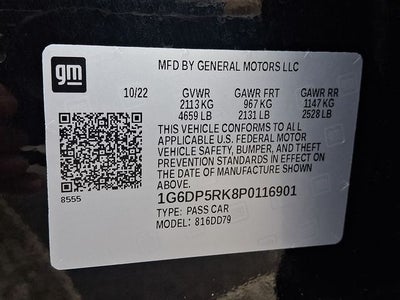 gm
MFD BY GENERAL MOTORS LLC
10/22 GVWR GAWR FRT GAWR RR
2113 KG 967 KG 1147 KG
4659 LB 2131 LB 2528 LB
THIS VEHICLE CONFORMS TO ALL
APPLICABLE U.S. FEDERAL MOTOR
VEHICLE SAFETY, BUMPER, AND THEFT
PREVENTION STANDARDS IN EFFECT ON
THE DATE OF MANUFACTURE SHOWN
ABOVE.
8555
1G6DP5RK8P0116901
TYPE: PASS CAR
MODEL: 816DD79